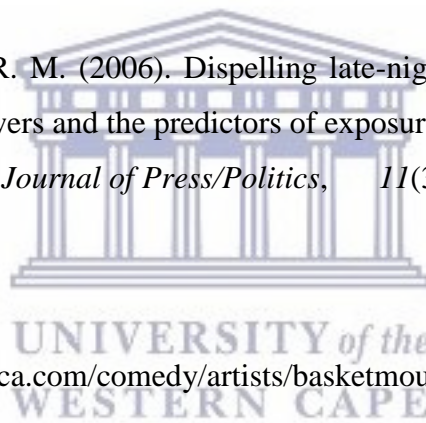 R. M. (2006). Dispelling late-nig
vers and the predictors of exposur
Journal of Press/Politics, 11(3
UNIVERSITY of the
ca.com/comedy/artists/basketmou
WESTERN CAPE